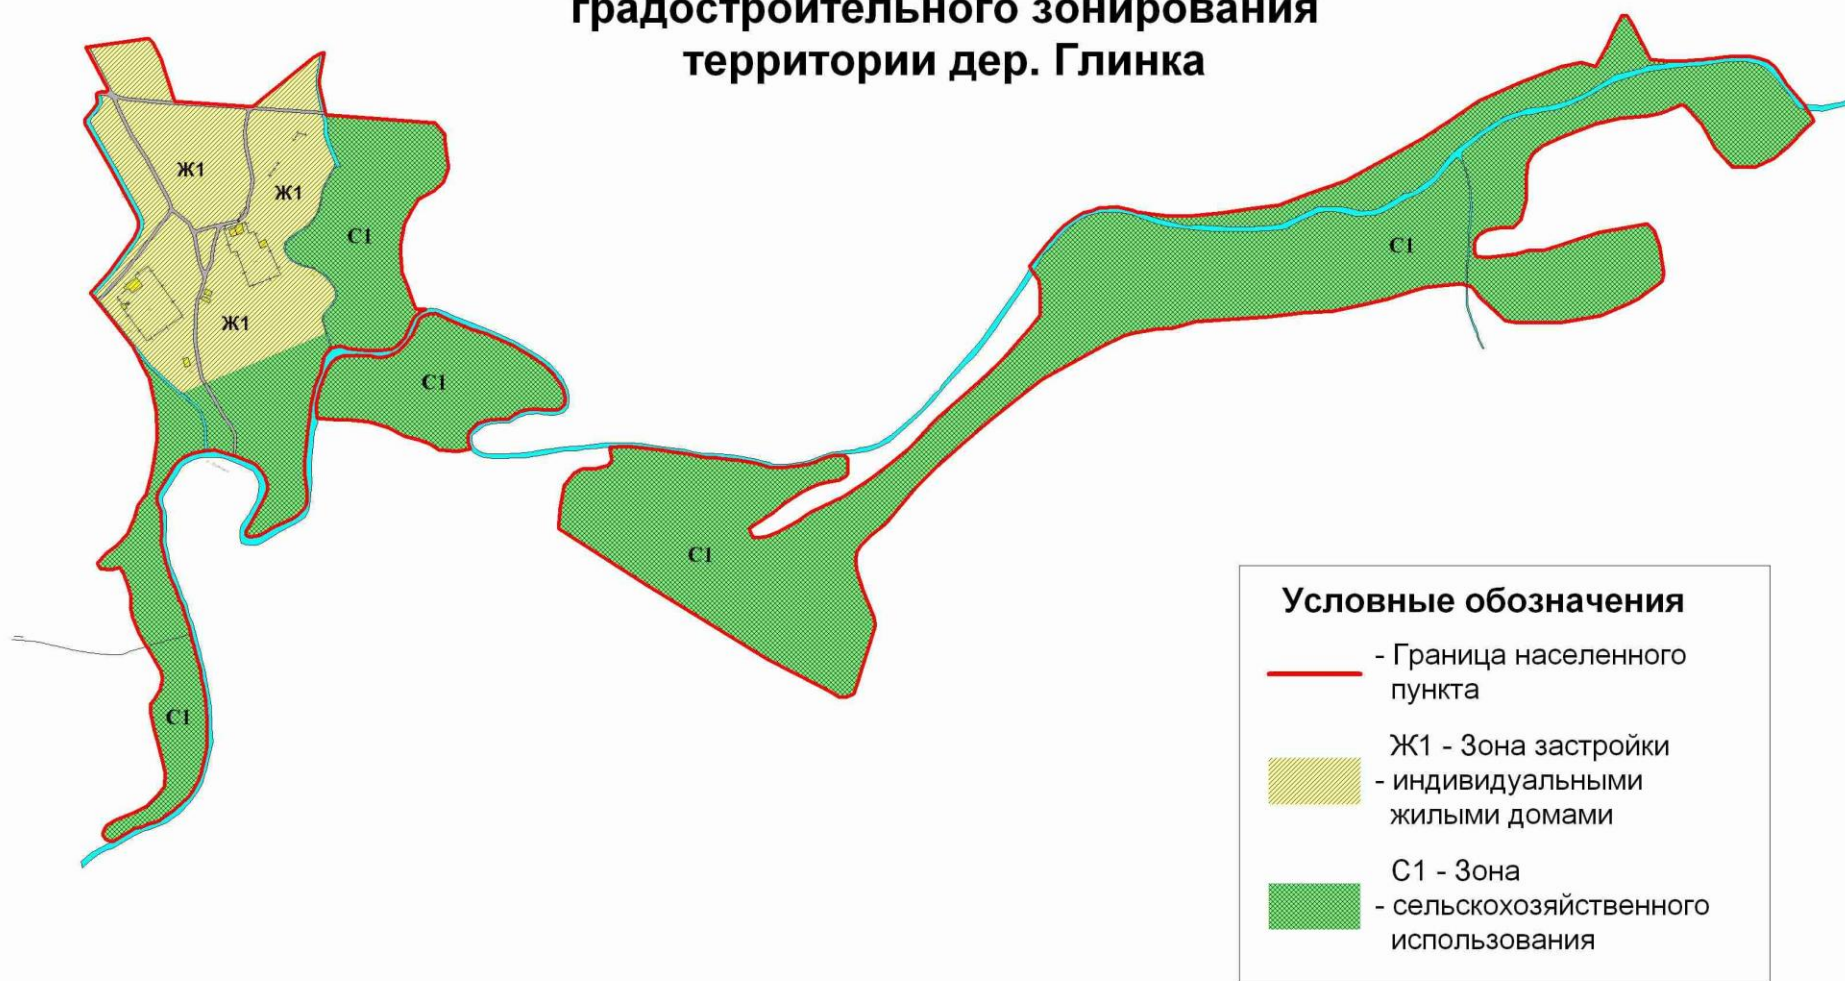 градостроительного зонирования
территории дер. Глинка
Ж1
Ж1
С1
С1
Ж1
С1
С1
С1
Условные обозначения
- Граница населенного
пункта
Ж1 - Зона застройки
- индивидуальными
жилыми домами
С1 - Зона
- сельскохозяйственного
использования